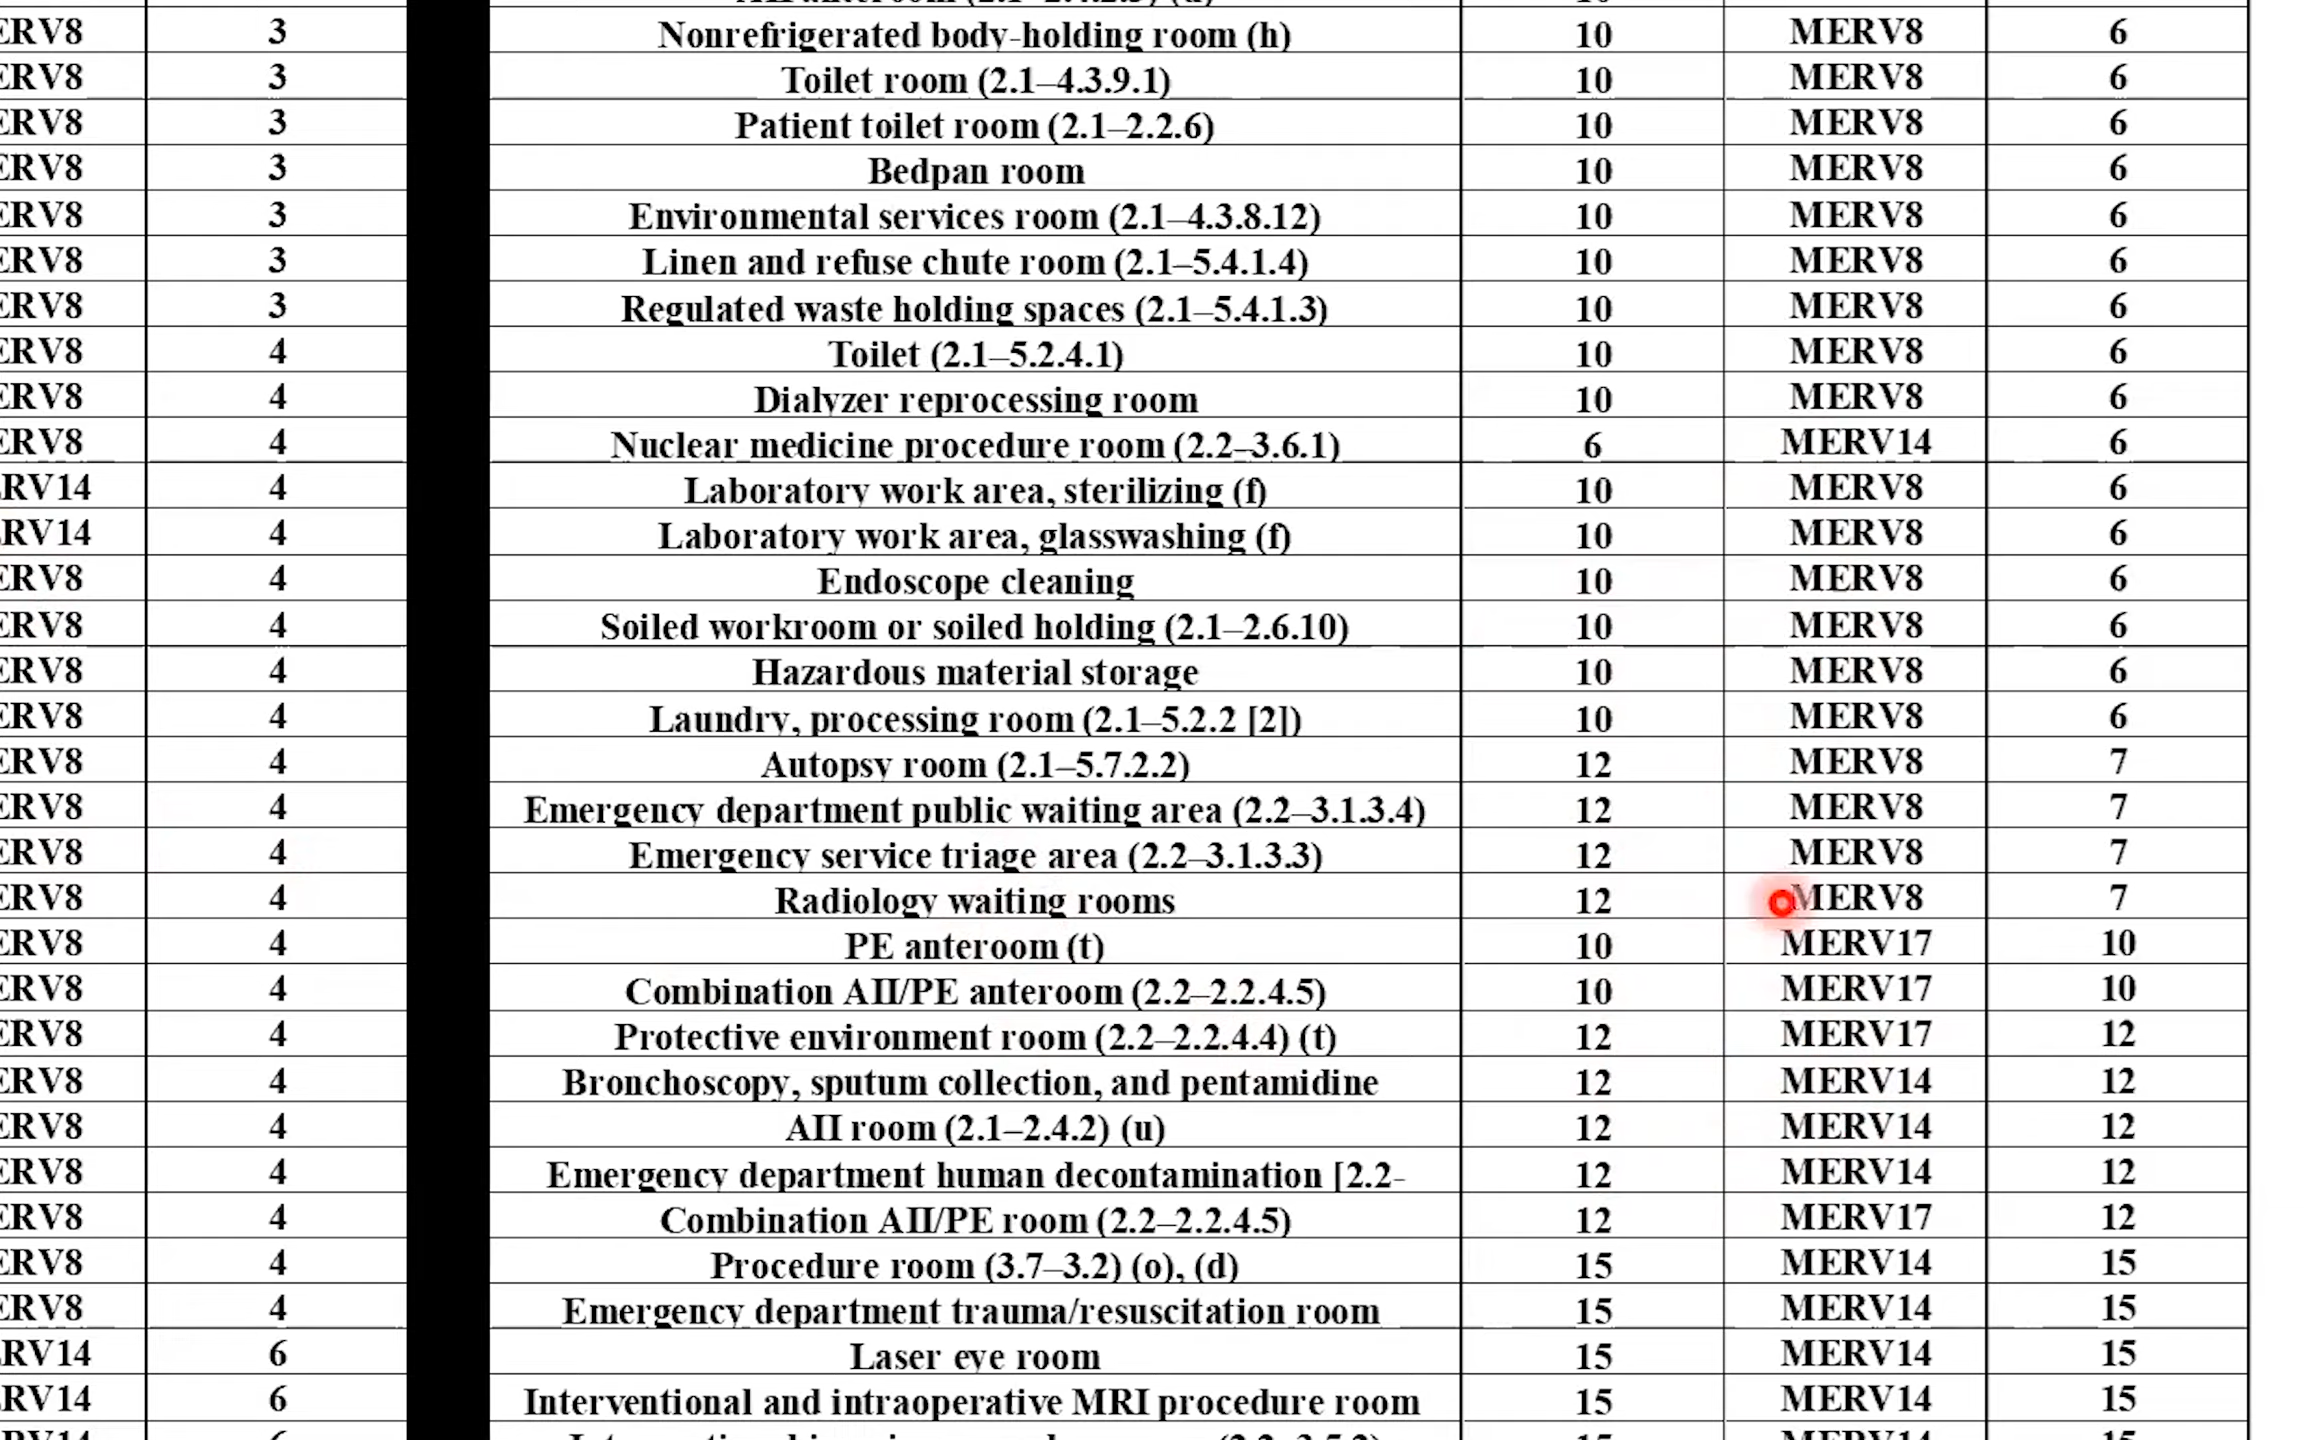 ERV8 3 Nonrefrigerated body-holding room (h) 10 MERV8 6
ERV8 3 Toilet room (2.1–4.3.9.1) 10 MERV8 6
ERV8 3 Patient toilet room (2.1–2.2.6) 10 MERV8 6
ERV8 3 Bedpan room 10 MERV8 6
ERV8 3 Environmental services room (2.1–4.3.8.12) 10 MERV8 6
ERV8 3 Linen and refuse chute room (2.1–5.4.1.4) 10 MERV8 6
ERV8 3 Regulated waste holding spaces (2.1–5.4.1.3) 10 MERV8 6
ERV8 4 Toilet (2.1–5.2.4.1) 10 MERV8 6
ERV8 4 Dialyzer reprocessing room 10 MERV8 6
ERV8 4 Nuclear medicine procedure room (2.2–3.6.1) 6 MERV14 6
RV14 4 Laboratory work area, sterilizing (f) 10 MERV8 6
RV14 4 Laboratory work area, glasswashing (f) 10 MERV8 6
ERV8 4 Endoscope cleaning 10 MERV8 6
ERV8 4 Soiled workroom or soiled holding (2.1–2.6.10) 10 MERV8 6
ERV8 4 Hazardous material storage 10 MERV8 6
ERV8 4 Laundry, processing room (2.1–5.2.2 [2]) 10 MERV8 6
ERV8 4 Autopsy room (2.1–5.7.2.2) 12 MERV8 7
ERV8 4 Emergency department public waiting area (2.2–3.1.3.4) 12 MERV8 7
ERV8 4 Emergency service triage area (2.2–3.1.3.3) 12 MERV8 7
ERV8 4 Radiology waiting rooms 12 MERV8 7
ERV8 4 PE anteroom (t) 10 MERV17 10
ERV8 4 Combination AII/PE anteroom (2.2–2.2.4.5) 10 MERV17 10
ERV8 4 Protective environment room (2.2–2.2.4.4) (t) 12 MERV17 12
ERV8 4 Bronchoscopy, sputum collection, and pentamidine 12 MERV14 12
ERV8 4 AII room (2.1–2.4.2) (u) 12 MERV14 12
ERV8 4 Emergency department human decontamination [2.2- 12 MERV14 12
ERV8 4 Combination AII/PE room (2.2–2.2.4.5) 12 MERV17 12
ERV8 4 Procedure room (3.7–3.2) (o), (d) 15 MERV14 15
ERV8 4 Emergency department trauma/resuscitation room 15 MERV14 15
RV14 6 Laser eye room 15 MERV14 15
RV14 6 Interventional and intraoperative MRI procedure room 15 MERV14 15